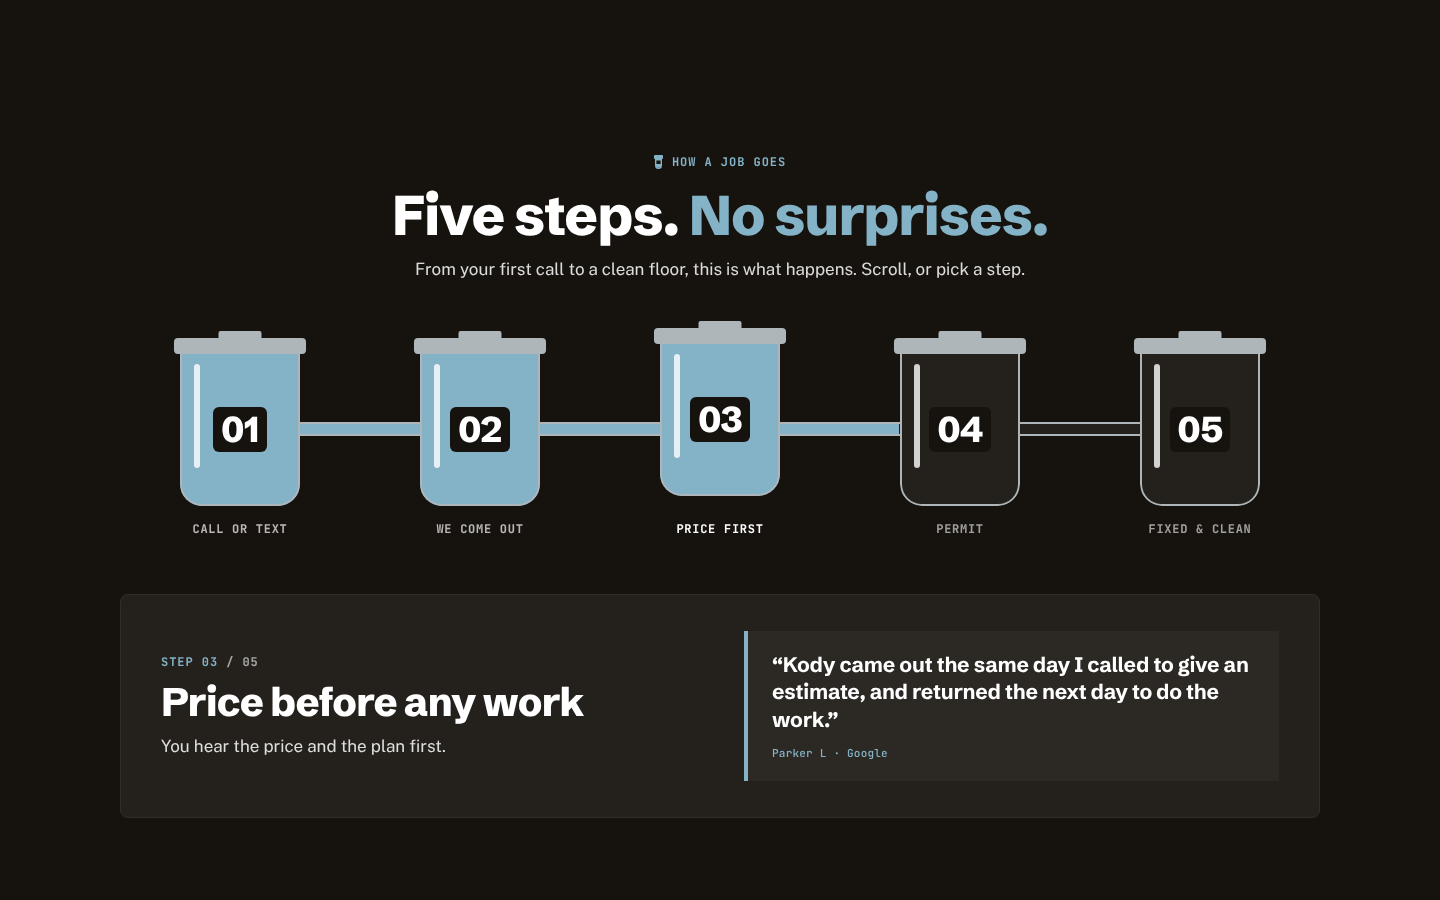 HOW A JOB GOES
Five steps. No surprises.
From your first call to a clean floor, this is what happens. Scroll, or pick a step.
01
02
03
04
05
CALL OR TEXT
WE COME OUT
PRICE FIRST
PERMIT
FIXED & CLEAN
STEP 03 / 05
Price before any work
You hear the price and the plan first.
“Kody came out the same day I called to give an
estimate, and returned the next day to do the
work.”
Parker L · Google